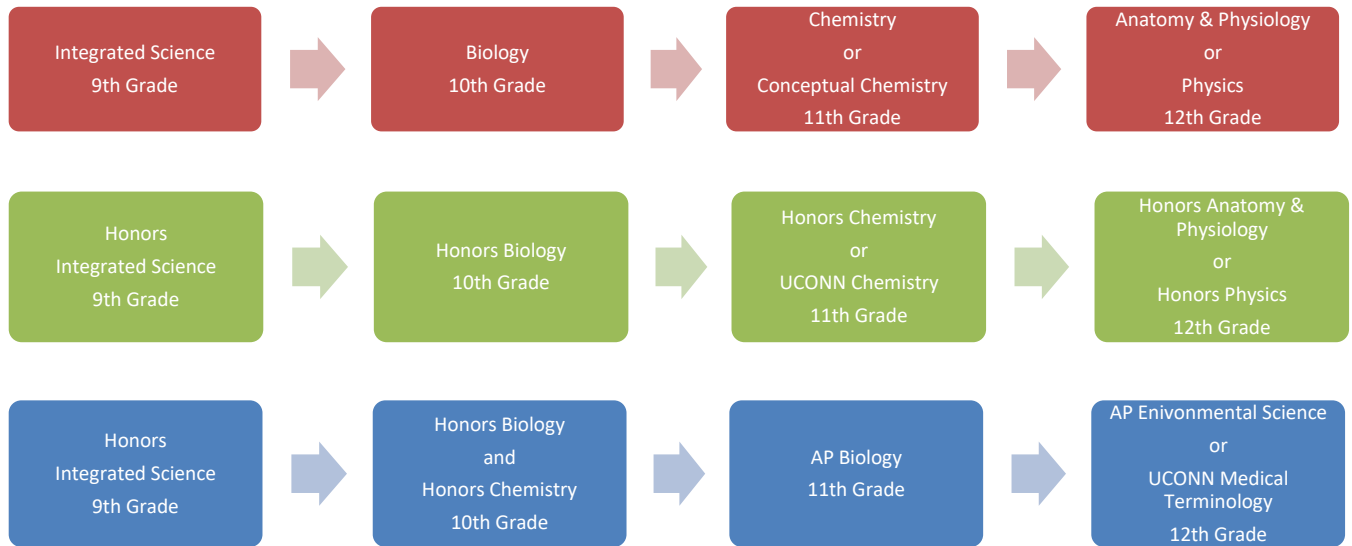 Integrated Science
9th Grade
Biology
10th Grade
Chemistry
or
Conceptual Chemistry
11th Grade
Anatomy & Physiology
or
Physics
12th Grade
Honors
Integrated Science
9th Grade
Honors Biology
10th Grade
Honors Chemistry
or
UCONN Chemistry
11th Grade
Honors Anatomy &
Physiology
or
Honors Physics
12th Grade
Honors
Integrated Science
9th Grade
Honors Biology
and
Honors Chemistry
10th Grade
AP Biology
11th Grade
AP Enivonmental Science
or
UCONN Medical
Terminology
12th Grade